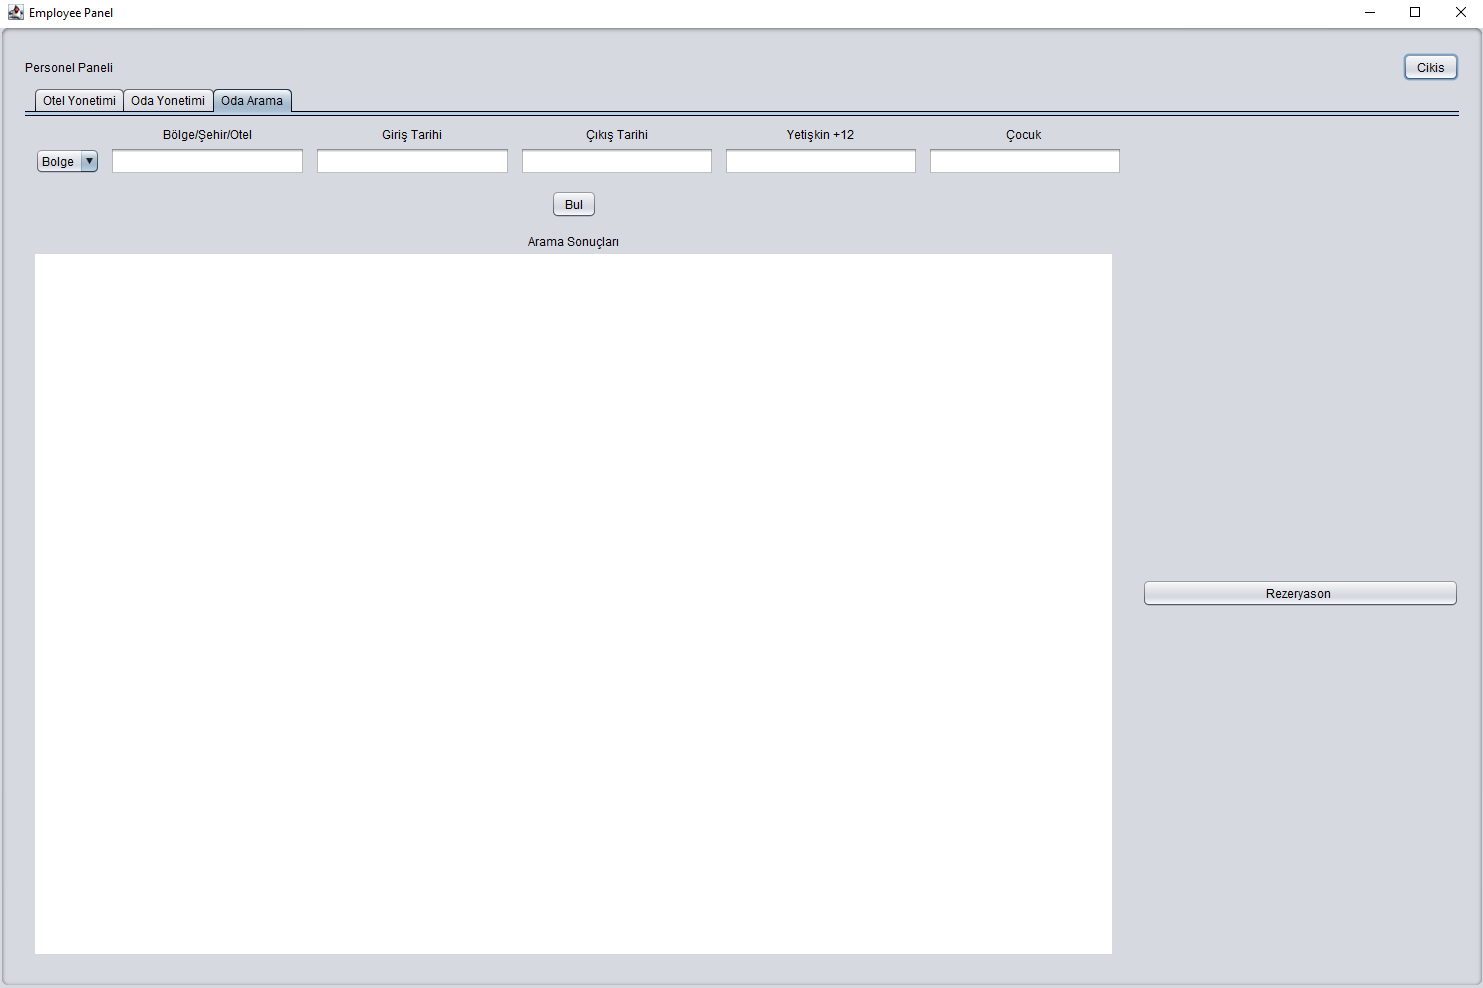 Employee Panel
Personel Paneli
Cikis
Otel Yonetimi Oda Yonetimi Oda Arama
Bölge/Şehir/Otel Giriş Tarihi Çıkış Tarihi Yetişkin +12 Çocuk
Bolge
Bul
Arama Sonuçları
Rezeryason